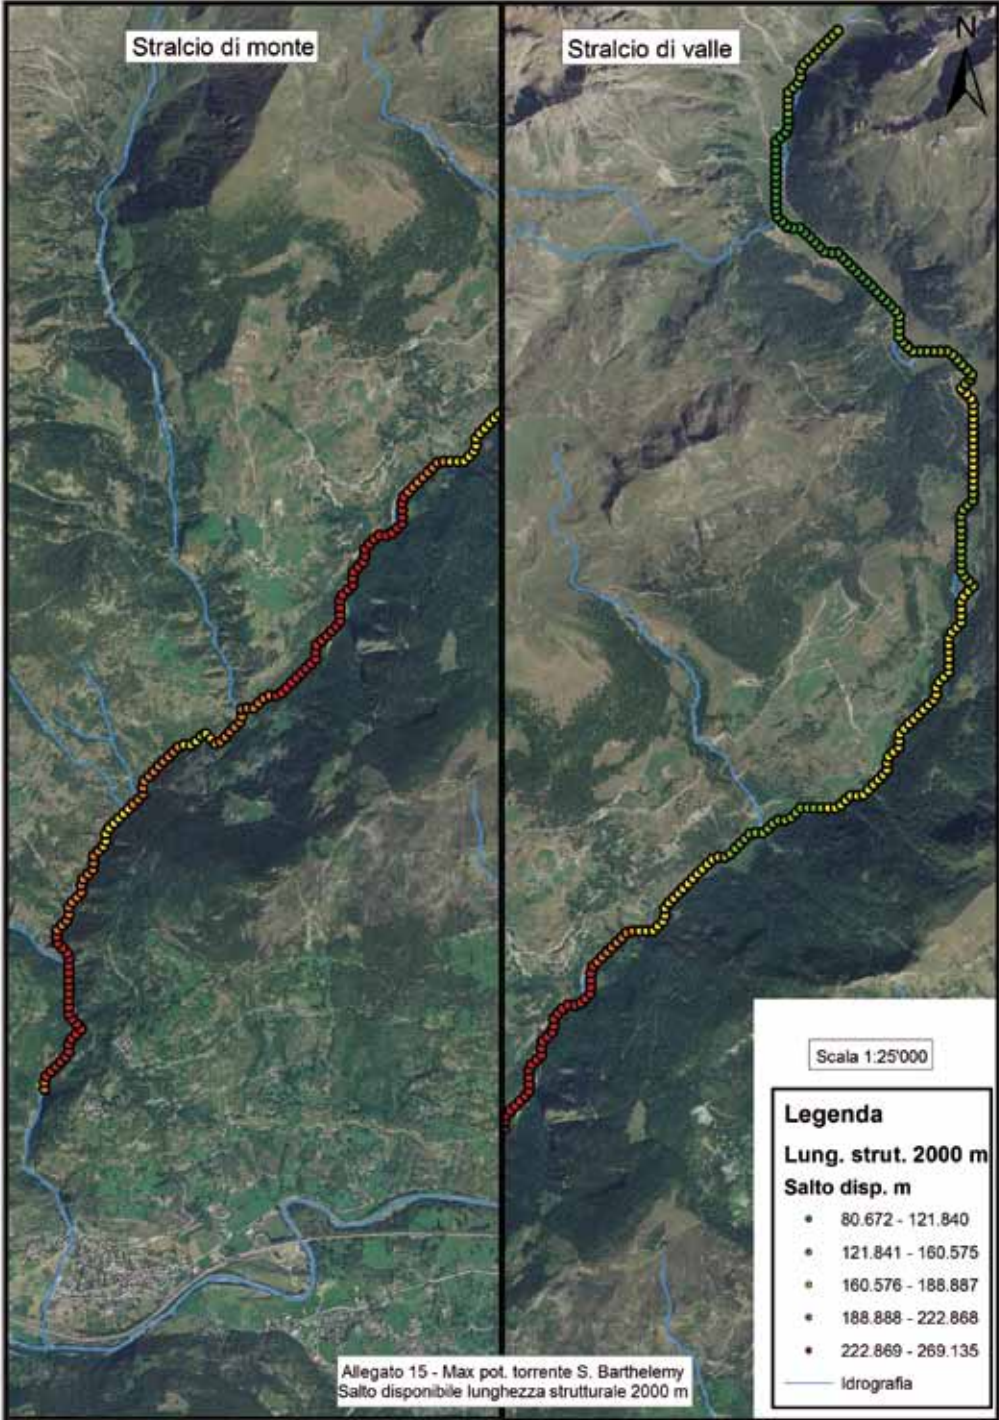 Stralcio di monte
Stralcio di valle
N
Scala 1:25'000
Legenda
Lung. strut. 2000 m
Salto disp. m
80.672 - 121.840
121.841 - 160.575
160.576 - 188.887
188.888 - 222.868
222.869 - 269.135
Idrografia
Allegato 15 - Max pot. torrente S. Barthelemy
Salto disponibile lunghezza strutturale 2000 m